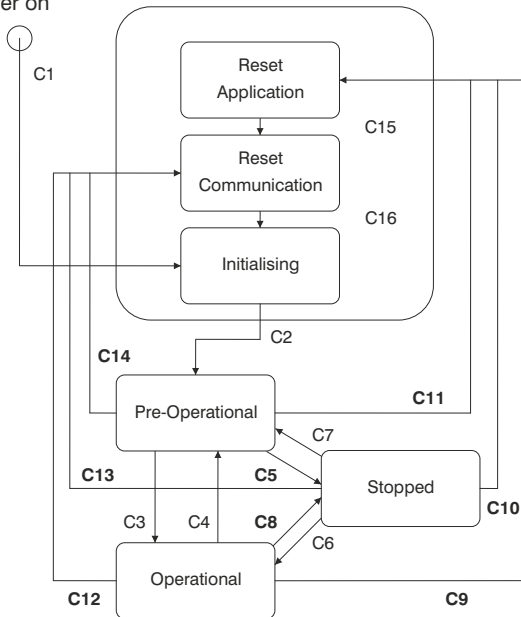 er on
C1
Reset
Application
C15
Reset
Communication
C16
Initialising
C2
C14
Pre-Operational
C11
C7
C13
C5
Stopped
C10
C3
C4
C8
C6
Operational
C12
C9